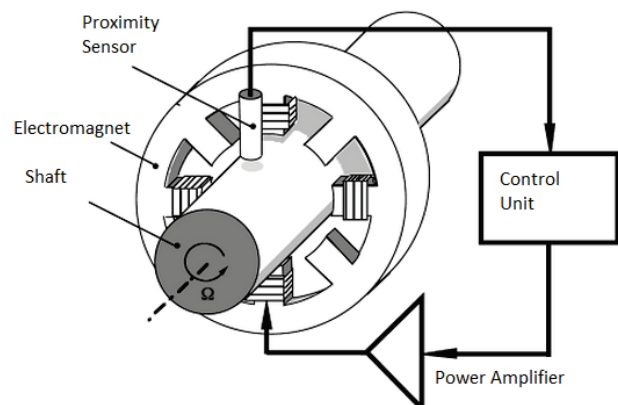 Proximity
Sensor
Electromagnet
Shaft
Control
Unit
Ω
Power Amplifier